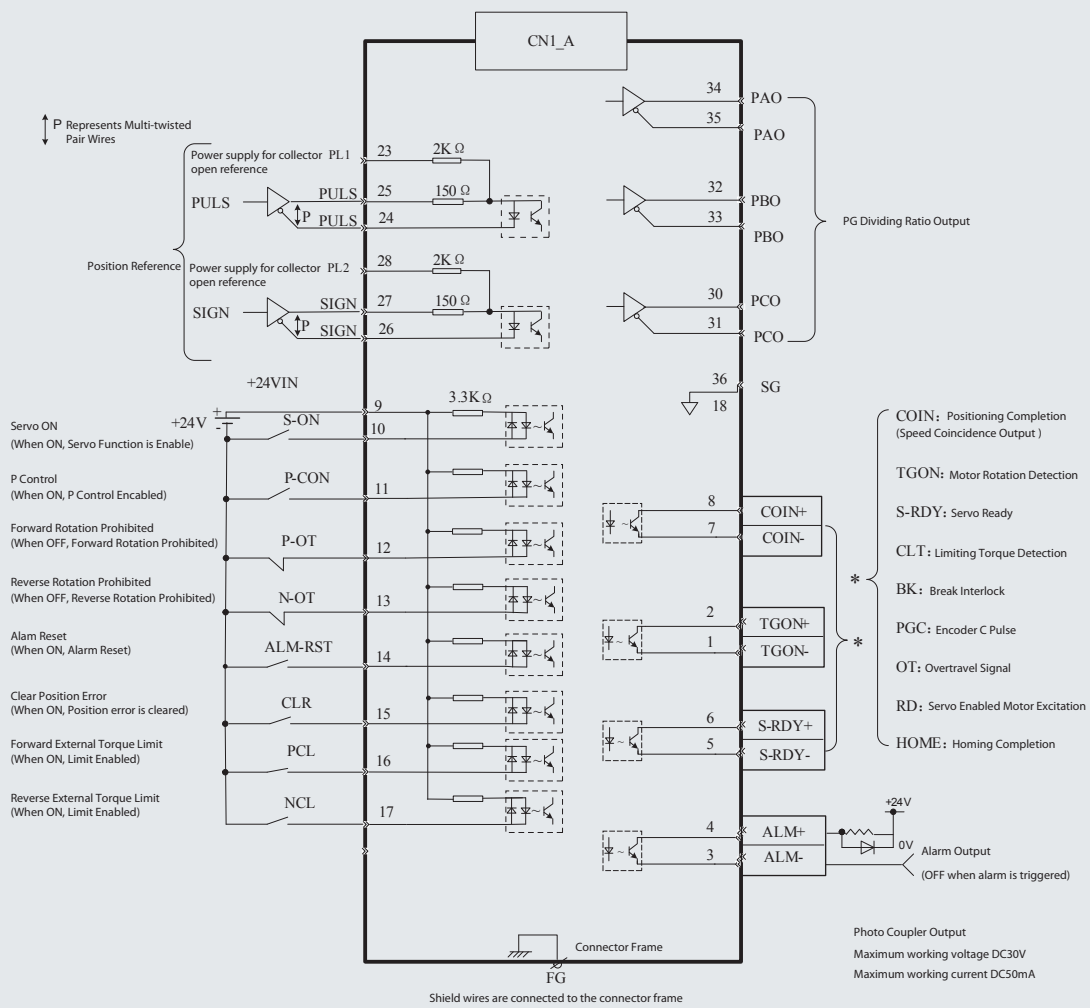 CN1_A
P Represents Multi-twisted
Pair Wires
Power supply for collector PL1
open reference
23
2K Ω
PULS
PULS
25
150 Ω
P
PULS
24
Position Reference
Power supply for collector PL2
open reference
28
2K Ω
SIGN
SIGN
27
150 Ω
P
SIGN
26
34
PAO
35
PAO
32
PBO
33
PBO
30
PCO
31
PCO
PG Dividing Ratio Output
36
SG
18
+24VIN
+24V
+
-
9
3.3K Ω
Servo ON
(When ON, Servo Function is Enable)
S-ON
10
P Control
(When ON, P Control Encabled)
P-CON
11
Forward Rotation Prohibited
(When OFF, Forward Rotation Prohibited)
P-OT
12
Reverse Rotation Prohibited
(When OFF, Reverse Rotation Prohibited)
N-OT
13
Alam Reset
(When ON, Alarm Reset)
ALM-RST
14
Clear Position Error
(When ON, Position error is cleared)
CLR
15
Forward External Torque Limit
(When ON, Limit Enabled)
PCL
16
Reverse External Torque Limit
(When ON, Limit Enabled)
NCL
17
8
COIN+
7
COIN-
2
TGON+
1
TGON-
6
S-RDY+
5
S-RDY-
4
ALM+
3
ALM-
*
*
COIN: Positioning Completion
(Speed Coincidence Output )
TGON: Motor Rotation Detection
S-RDY: Servo Ready
CLT: Limiting Torque Detection
BK: Break Interlock
PGC: Encoder C Pulse
OT: Overtravel Signal
RD: Servo Enabled Motor Excitation
HOME: Homing Completion
+24V
0V
Alarm Output
(OFF when alarm is triggered)
Photo Coupler Output
Maximum working voltage DC30V
Maximum working current DC50mA
Connector Frame
FG
Shield wires are connected to the connector frame